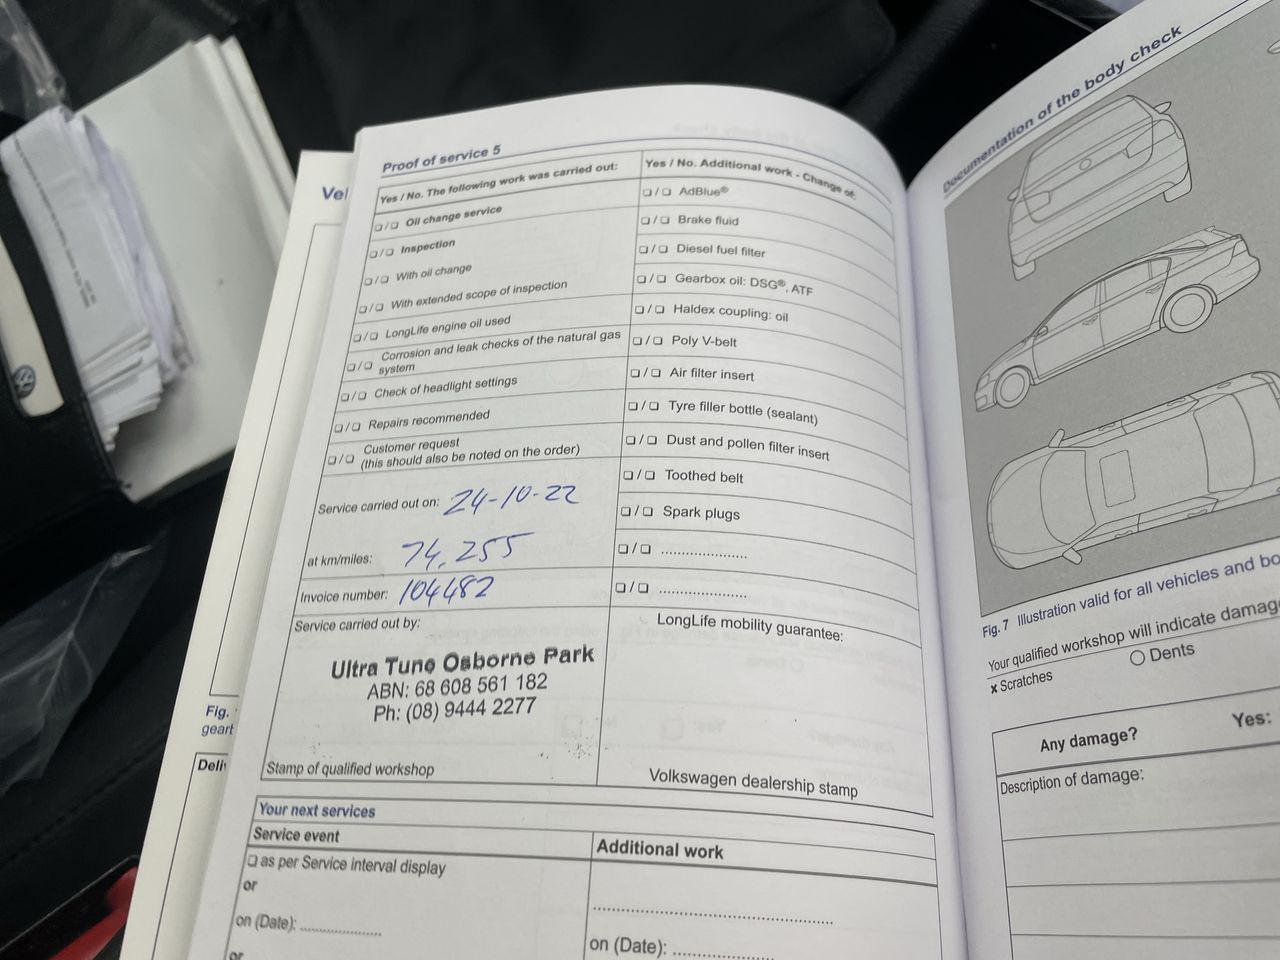 Proof of service 5
Yes / No. The following work was carried out:
❏ / ❏ Oil change service
❏ / ❏ Inspection
❏ / ❏ With oil change
❏ / ❏ With extended scope of inspection
❏ / ❏ LongLife engine oil used
❏ / ❏ Corrosion and leak checks of the natural gas
system
❏ / ❏ Check of headlight settings
❏ / ❏ Repairs recommended
❏ / ❏ Customer request
(this should also be noted on the order)
Service carried out on: 24-10-22
at km/miles: 74,255
Invoice number: 104482
Service carried out by:
Ultra Tune Osborne Park
ABN: 68 608 561 182
Ph: (08) 9444 2277
Stamp of qualified workshop
Yes / No. Additional work - Change of:
❏ / ❏ AdBlue®
❏ / ❏ Brake fluid
❏ / ❏ Diesel fuel filter
❏ / ❏ Gearbox oil: DSG®, ATF
❏ / ❏ Haldex coupling: oil
❏ / ❏ Poly V-belt
❏ / ❏ Air filter insert
❏ / ❏ Tyre filler bottle (sealant)
❏ / ❏ Dust and pollen filter insert
❏ / ❏ Toothed belt
❏ / ❏ Spark plugs
❏ / ❏ ......................
❏ / ❏ ......................
LongLife mobility guarantee:
Volkswagen dealership stamp
Your next services
Service event
❏ as per Service interval display
or
on (Date): .....................
or
Additional work
...............................................................
on (Date): ..........................
Documentation of the body check
Fig. 7 Illustration valid for all vehicles and bo
Your qualified workshop will indicate damag
x Scratches
○ Dents
Any damage?
Yes:
Description of damage:
Vel
Fig.
geart
Deli